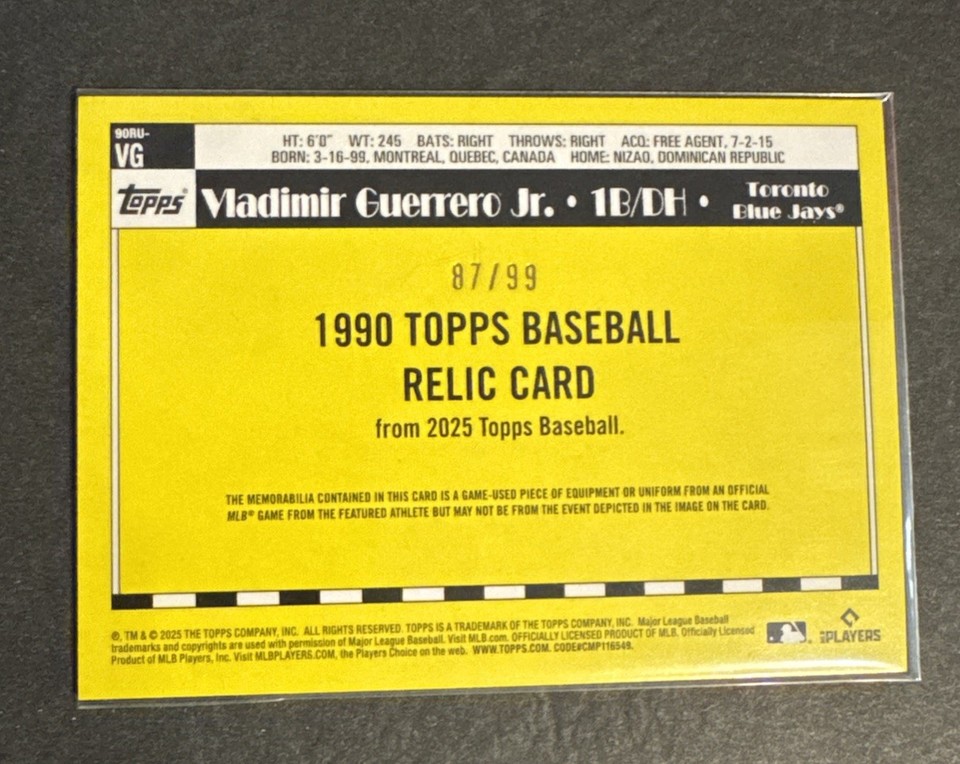 90RU-
VG
HT: 6'0" WT: 245 BATS: RIGHT THROWS: RIGHT ACQ: FREE AGENT, 7-2-15
BORN: 3-16-99, MONTREAL, QUEBEC, CANADA HOME: NIZAO, DOMINICAN REPUBLIC
Topps®
Vladimir Guerrero Jr. • 1B/DH •
Toronto
Blue Jays®
87/99
1990 TOPPS BASEBALL
RELIC CARD
from 2025 Topps Baseball.
THE MEMORABILIA CONTAINED IN THIS CARD IS A GAME-USED PIECE OF EQUIPMENT OR UNIFORM FROM AN OFFICIAL
MLB® GAME FROM THE FEATURED ATHLETE BUT MAY NOT BE FROM THE EVENT DEPICTED IN THE IMAGE ON THE CARD.
®, TM & © 2025 THE TOPPS COMPANY, INC. ALL RIGHTS RESERVED. TOPPS IS A TRADEMARK OF THE TOPPS COMPANY, INC. Major League Baseball
trademarks and copyrights are used with permission of Major League Baseball. Visit MLB.com. OFFICIALLY LICENSED PRODUCT OF MLB. Officially Licensed
Product of MLB Players, Inc. Visit MLBPLAYERS.COM, the Players Choice on the web. WWW.TOPPS.COM. CODE#CMP116549.
PLAYERS